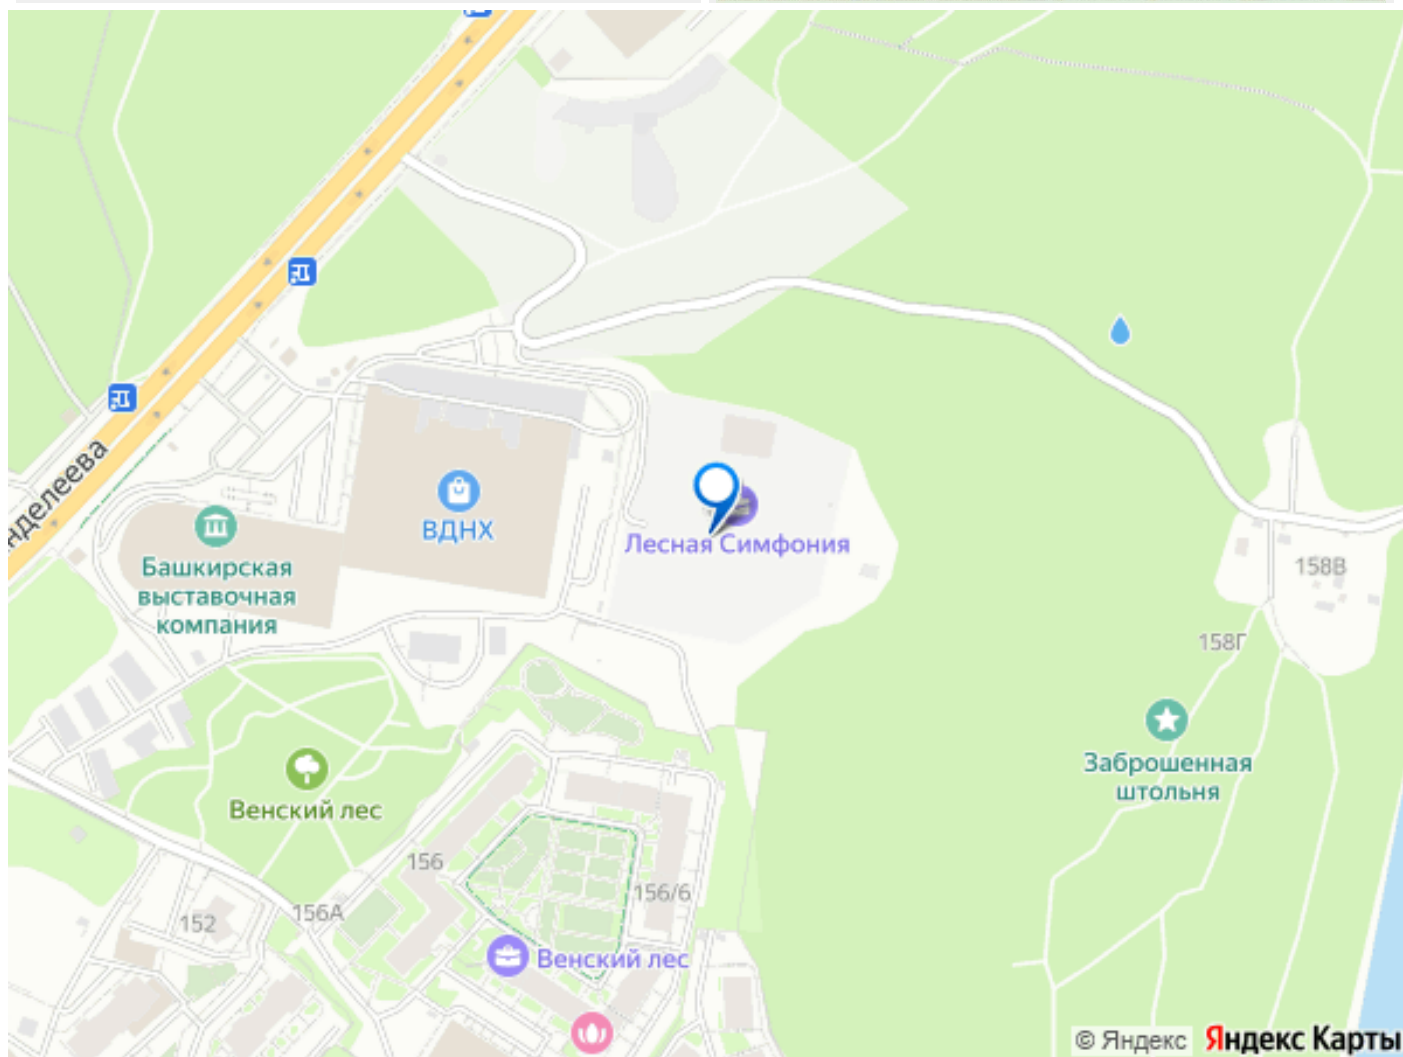 нделеева
ВДНХ
Лесная Симфония
Башкирская
выставочная
компания
158В
158Г
Заброшенная
штольня
Венский лес
156
156/6
156А
152
Венский лес
© Яндекс Яндекс Карты